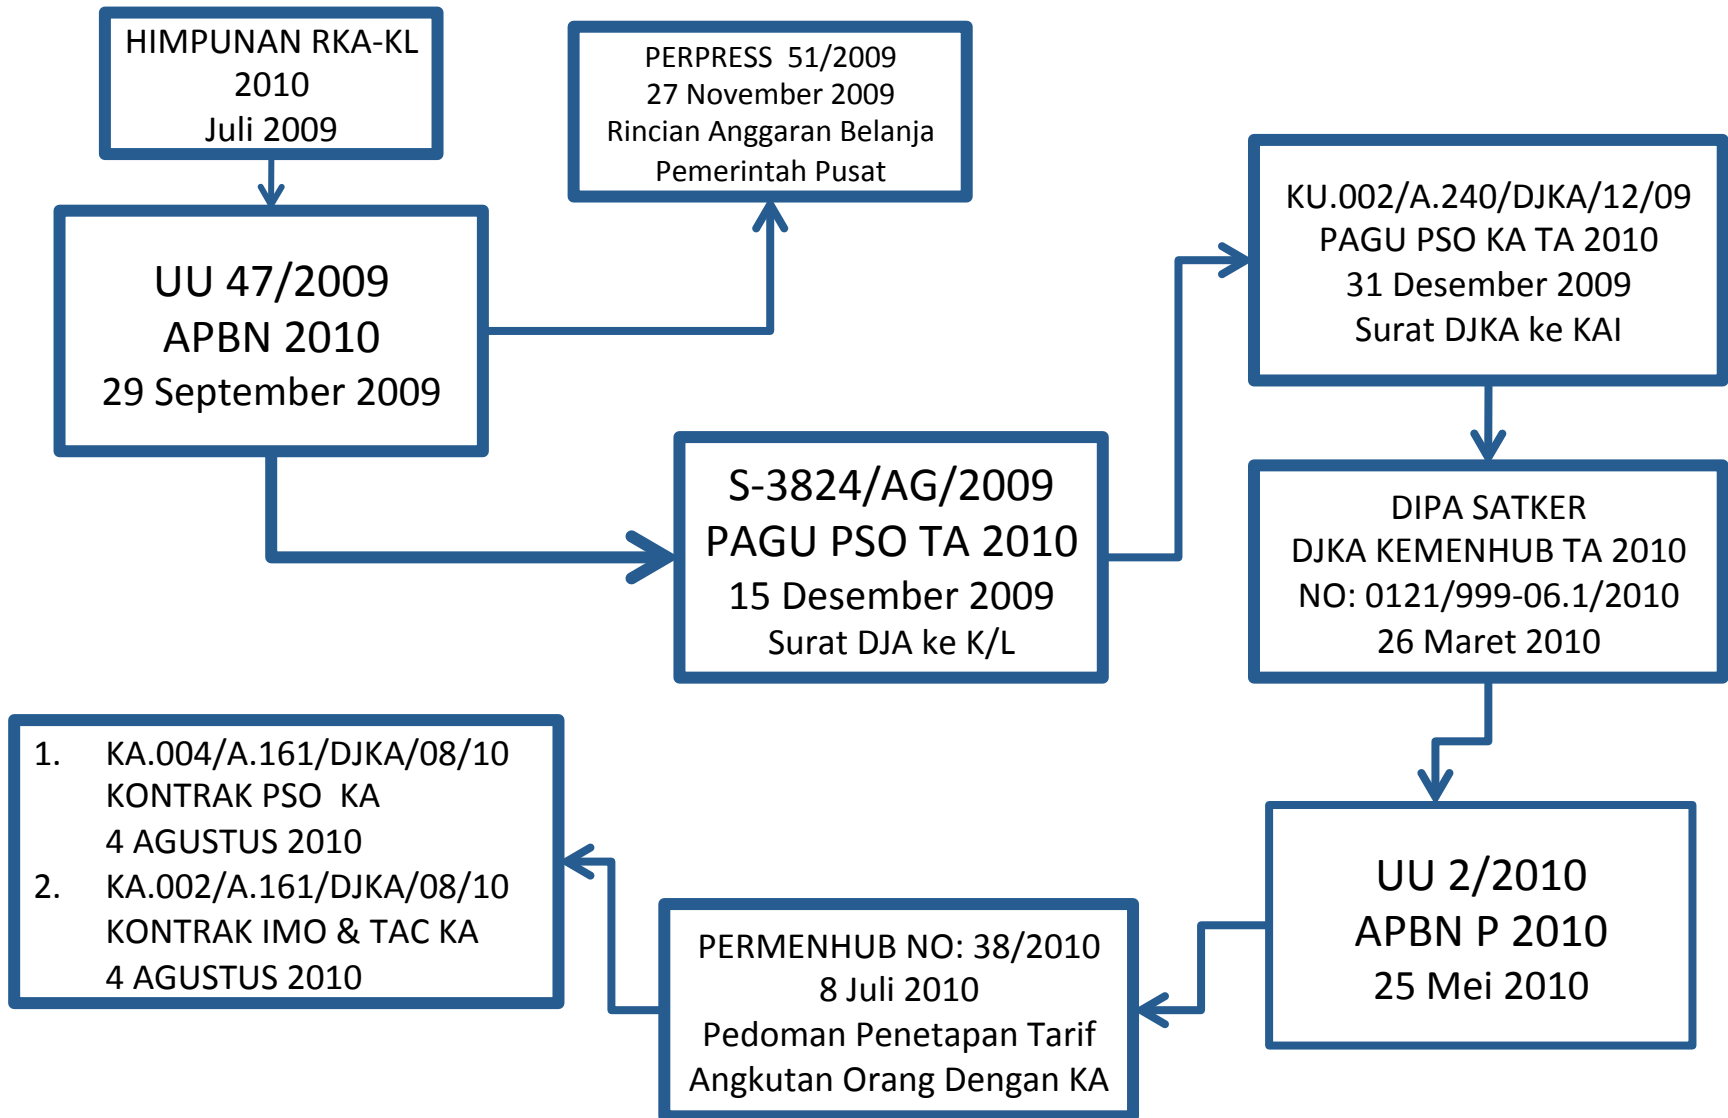 HIMPUNAN RKA-KL
2010
Juli 2009
PERPRESS 51/2009
27 November 2009
Rincian Anggaran Belanja
Pemerintah Pusat
UU 47/2009
APBN 2010
29 September 2009
KU.002/A.240/DJKA/12/09
PAGU PSO KA TA 2010
31 Desember 2009
Surat DJKA ke KAI
S-3824/AG/2009
PAGU PSO TA 2010
15 Desember 2009
Surat DJA ke K/L
DIPA SATKER
DJKA KEMENHUB TA 2010
NO: 0121/999-06.1/2010
26 Maret 2010
UU 2/2010
APBN P 2010
25 Mei 2010
PERMENHUB NO: 38/2010
8 Juli 2010
Pedoman Penetapan Tarif
Angkutan Orang Dengan KA
1. KA.004/A.161/DJKA/08/10
KONTRAK PSO KA
4 AGUSTUS 2010
2. KA.002/A.161/DJKA/08/10
KONTRAK IMO & TAC KA
4 AGUSTUS 2010